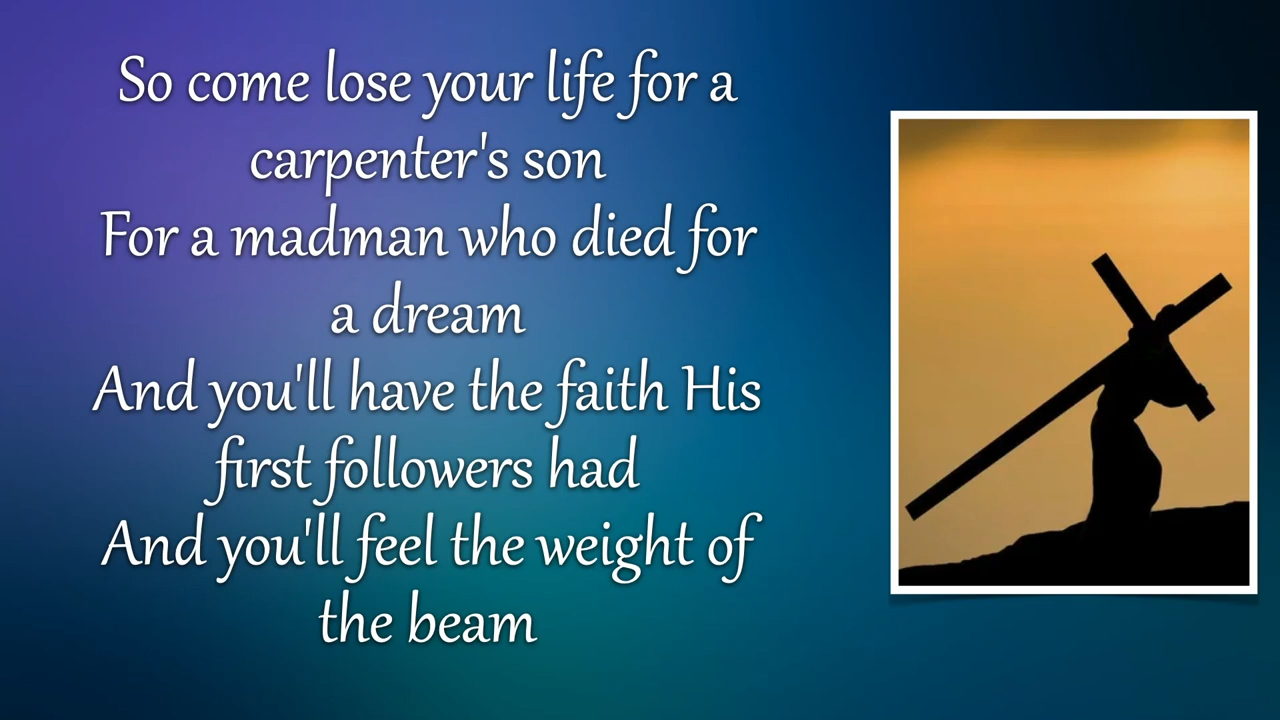 So come lose your life for a
carpenter's son
For a madman who died for
a dream
And you'll have the faith His
first followers had
And you'll feel the weight of
the beam